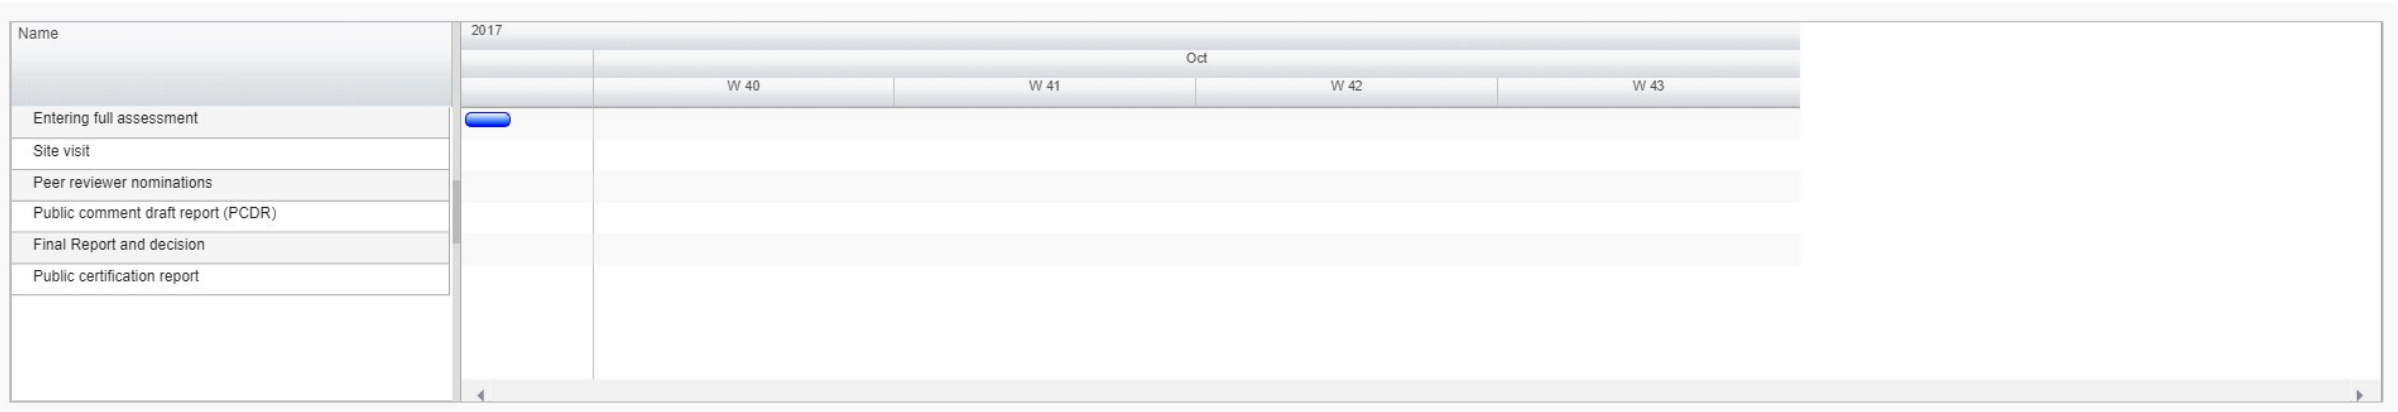 Name
2017
Oct
W 40
W 41
W 42
W 43
Entering full assessment
Site visit
Peer reviewer nominations
Public comment draft report (PCDR)
Final Report and decision
Public certification report